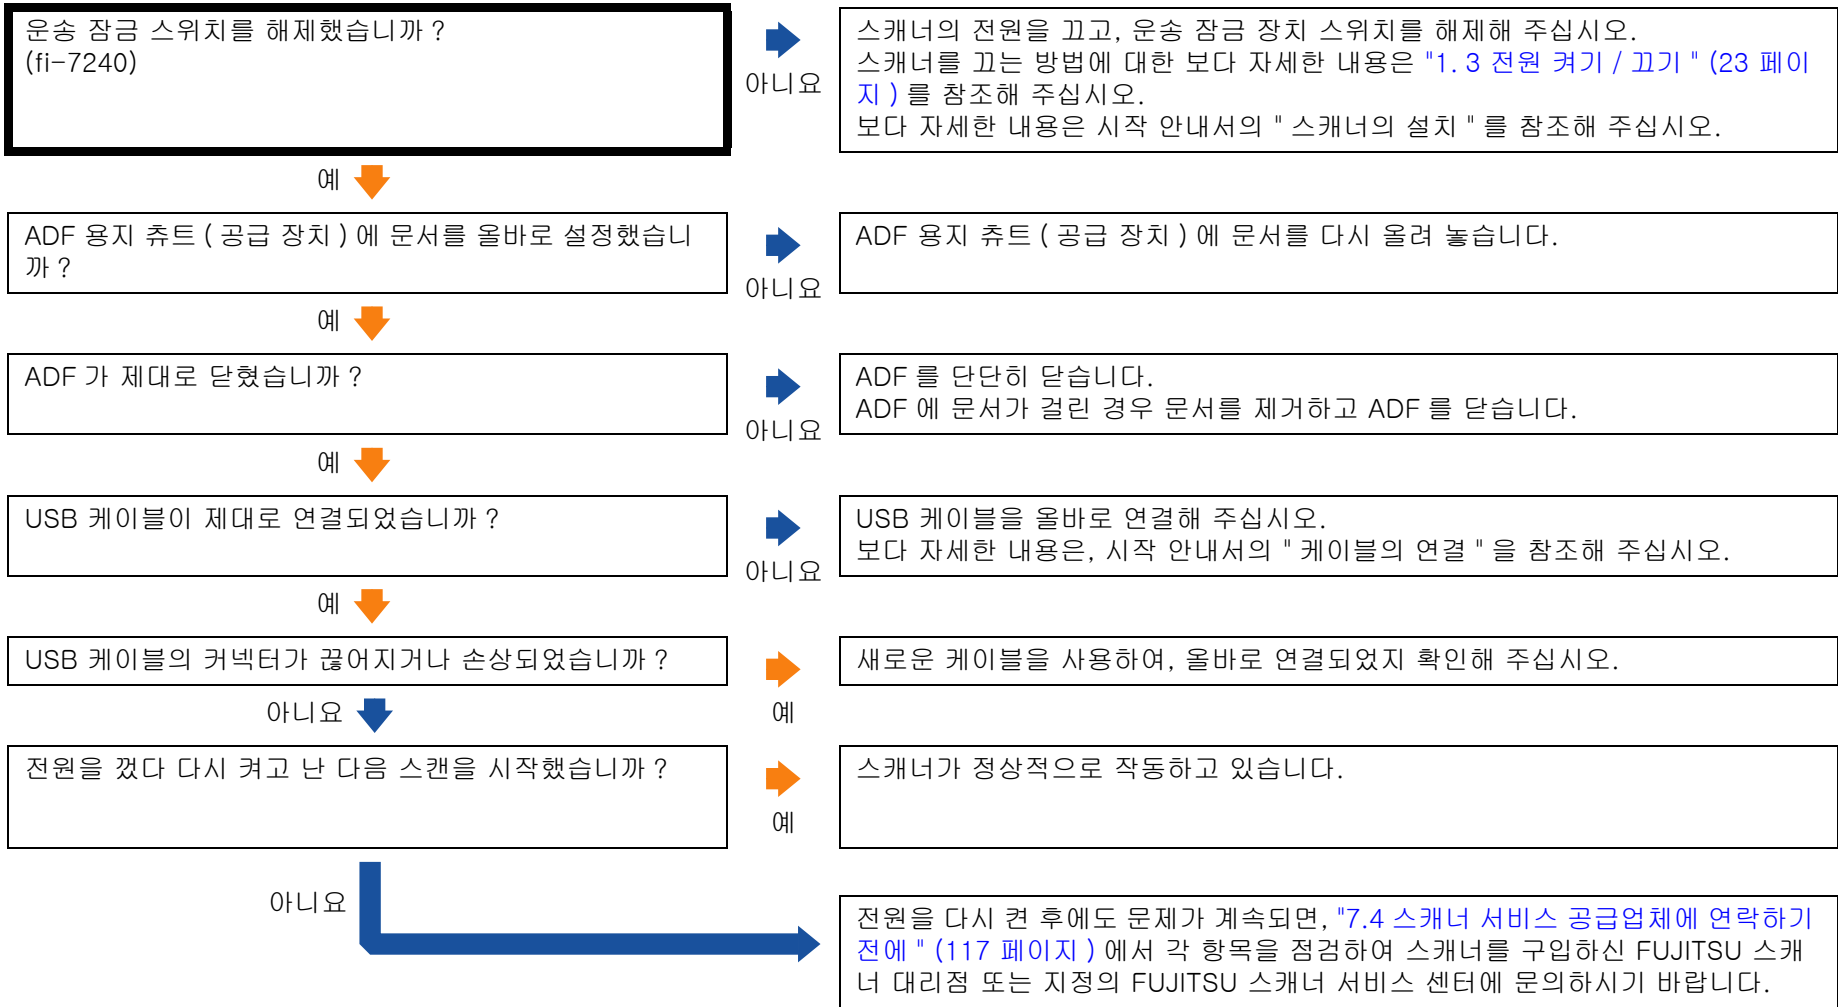 운송 잠금 스위치를 해제했습니까 ?
(fi-7240)
아니요
스캐너의 전원을 끄고, 운송 잠금 장치 스위치를 해제해 주십시오.
스캐너를 끄는 방법에 대한 보다 자세한 내용은 "1. 3 전원 켜기 / 끄기 " (23 페이
지 ) 를 참조해 주십시오.
보다 자세한 내용은 시작 안내서의 " 스캐너의 설치 " 를 참조해 주십시오.
예
ADF 용지 츄트 ( 공급 장치 ) 에 문서를 올바로 설정했습니
까 ?
아니요
ADF 용지 츄트 ( 공급 장치 ) 에 문서를 다시 올려 놓습니다.
예
ADF 가 제대로 닫혔습니까 ?
아니요
ADF 를 단단히 닫습니다.
ADF 에 문서가 걸린 경우 문서를 제거하고 ADF 를 닫습니다.
예
USB 케이블이 제대로 연결되었습니까 ?
아니요
USB 케이블을 올바로 연결해 주십시오.
보다 자세한 내용은, 시작 안내서의 " 케이블의 연결 " 을 참조해 주십시오.
예
USB 케이블의 커넥터가 끊어지거나 손상되었습니까 ?
예
새로운 케이블을 사용하여, 올바로 연결되었지 확인해 주십시오.
아니요
전원을 껐다 다시 켜고 난 다음 스캔을 시작했습니까 ?
예
스캐너가 정상적으로 작동하고 있습니다.
아니요
전원을 다시 켠 후에도 문제가 계속되면, "7.4 스캐너 서비스 공급업체에 연락하기
전에 " (117 페이지 ) 에서 각 항목을 점검하여 스캐너를 구입하신 FUJITSU 스캐
너 대리점 또는 지정의 FUJITSU 스캐너 서비스 센터에 문의하시기 바랍니다.